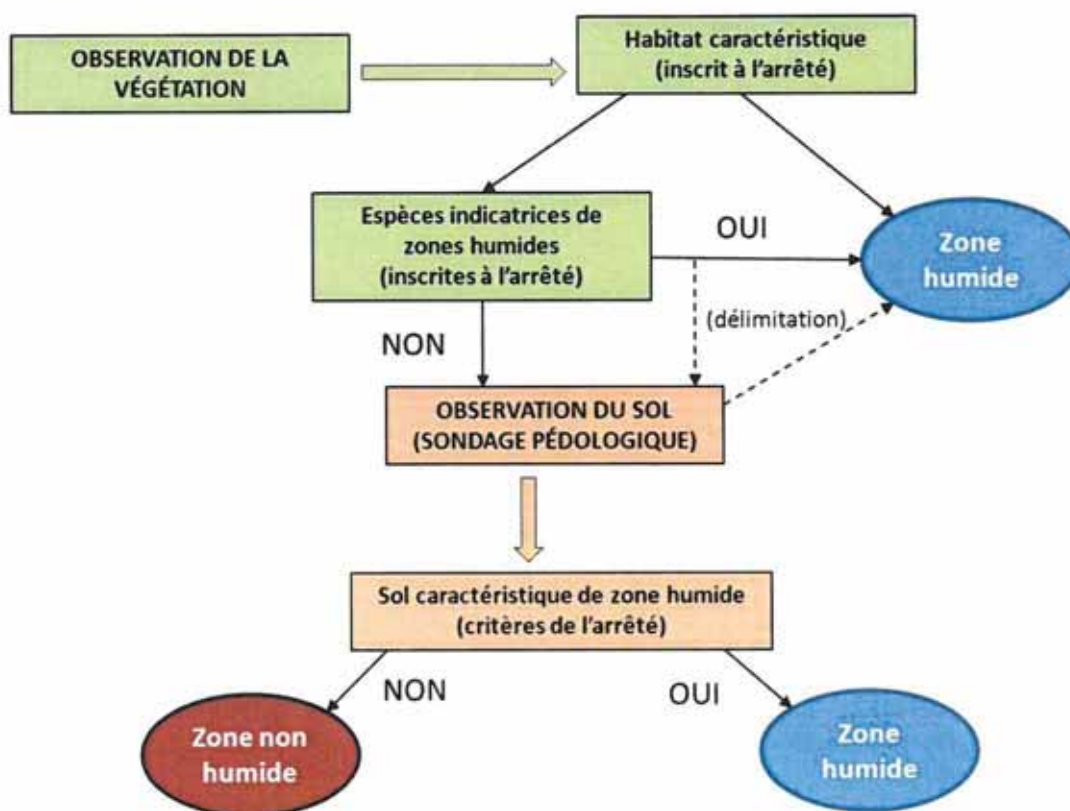 OBSERVATION DE LA
VÉGÉTATION
Habitat caractéristique
(inscrit à l'arrêté)
Espèces indicatrices de
zones humides
(inscrites à l'arrêté)
OUI
Zone
humide
(délimitation)
NON
OBSERVATION DU SOL
(SONDAGE PÉDOLOGIQUE)
Sol caractéristique de zone humide
(critères de l'arrêté)
NON
OUI
Zone non
humide
Zone
humide